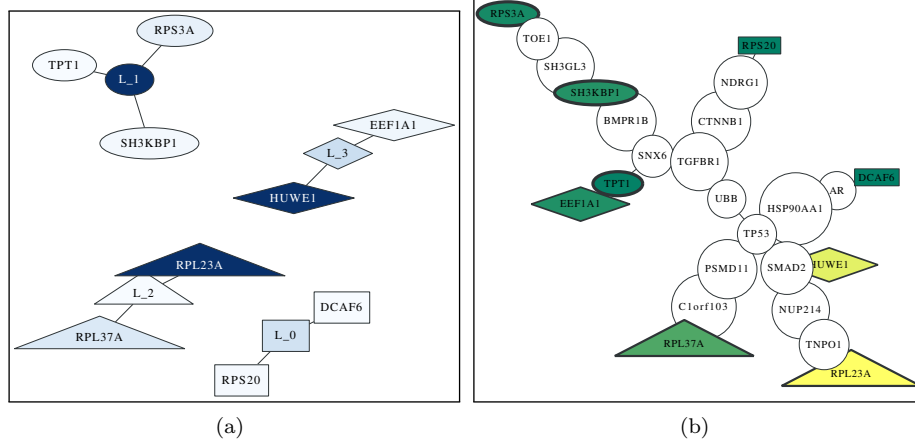 RPS3A
TPT1
L_1
SH3KBP1
EEF1A1
L_3
HUWE1
RPL23A
L_2
RPL37A
DCAF6
L_0
RPS20
(a)
RPS3A
TOE1
RPS20
SH3GL3
NDRG1
SH3KBP1
BMPR1B
CTNNB1
SNX6
TGFBR1
TPT1
DCAF6
AR
EEF1A1
UBB
HSP90AA1
TP53
PSMD11
SMAD2
HUWE1
C1orf103
NUP214
RPL37A
TNPO1
RPL23A
(b)